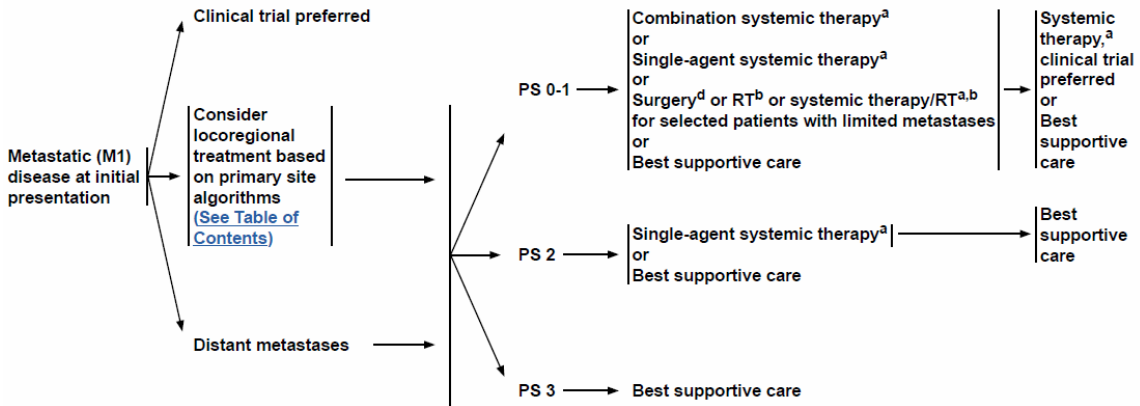 Clinical trial preferred
Metastatic (M1)
disease at initial
presentation
Consider
locoregional
treatment based
on primary site
algorithms
(See Table of
Contents)
Distant metastases
PS 0-1
Combination systemic therapyᵃ
or
Single-agent systemic therapyᵃ
or
Surgeryᵈ or RTᵇ or systemic therapy/RTᵃ,ᵇ
for selected patients with limited metastases
or
Best supportive care
Systemic
therapy,ᵃ
clinical trial
preferred
or
Best
supportive
care
PS 2
Single-agent systemic therapyᵃ
or
Best supportive care
Best
supportive
care
PS 3
Best supportive care